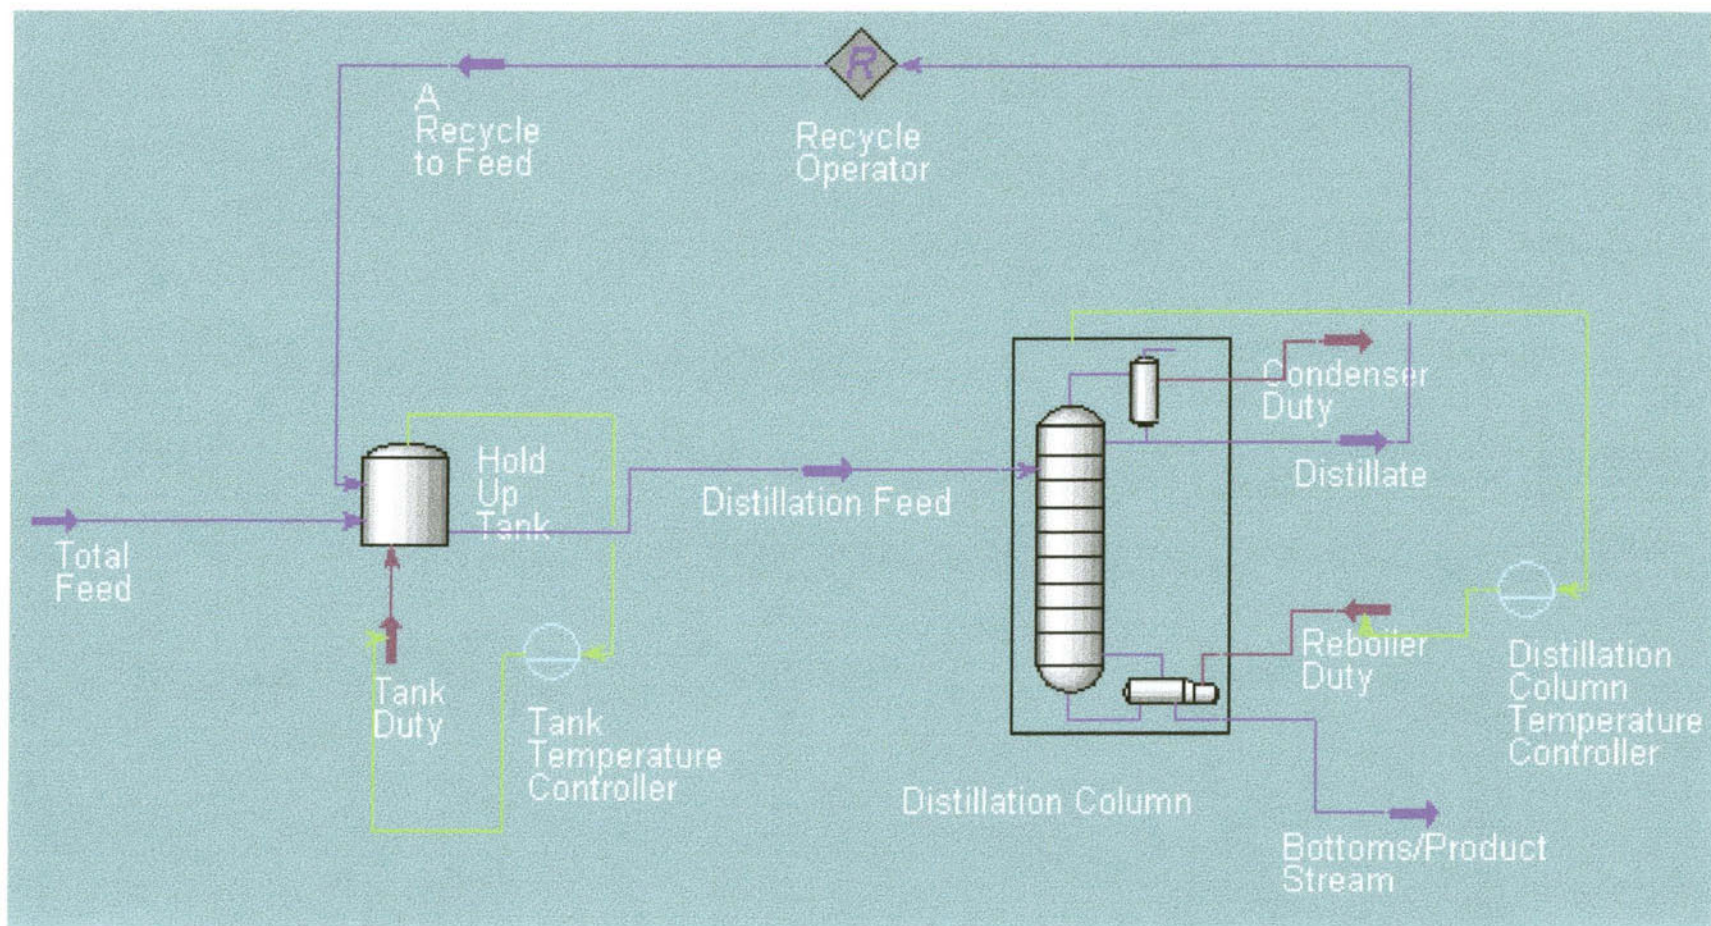 R
A
Recycle
to Feed
Recycle
Operator
Condenser
Duty
Hold
Up
Tank
Distillation Feed
Distillate
Total
Feed
Reboiler
Duty
Distillation
Column
Temperature
Controller
Tank
Duty
Tank
Temperature
Controller
Distillation Column
Bottoms/Product
Stream